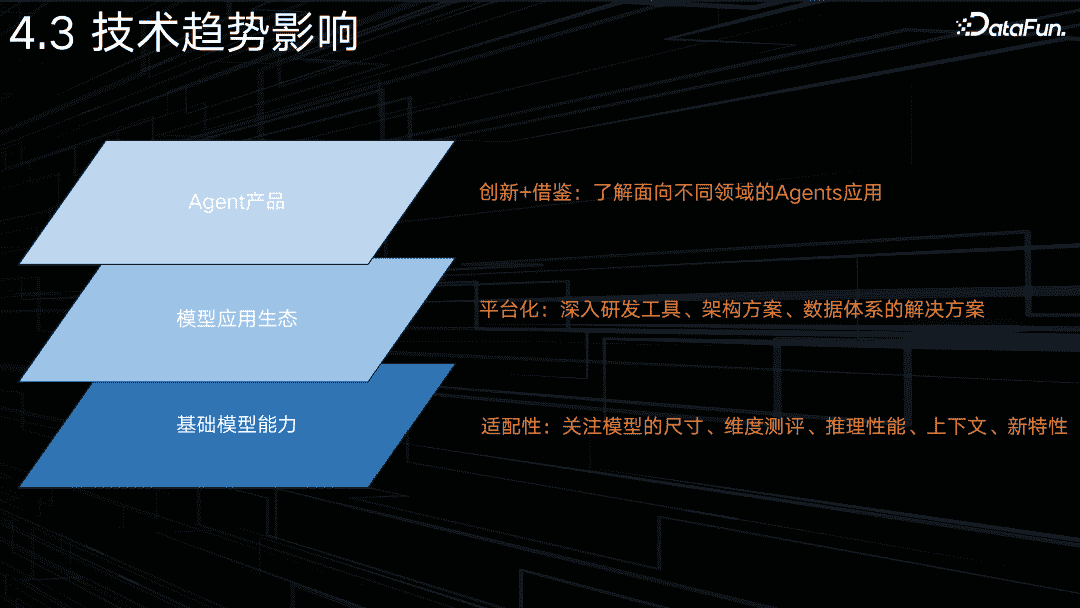 4.3 技术趋势影响
DataFun.
Agent产品
创新+借鉴：了解面向不同领域的Agents应用
模型应用生态
平台化：深入研发工具、架构方案、数据体系的解决方案
基础模型能力
适配性：关注模型的尺寸、维度测评、推理性能、上下文、新特性